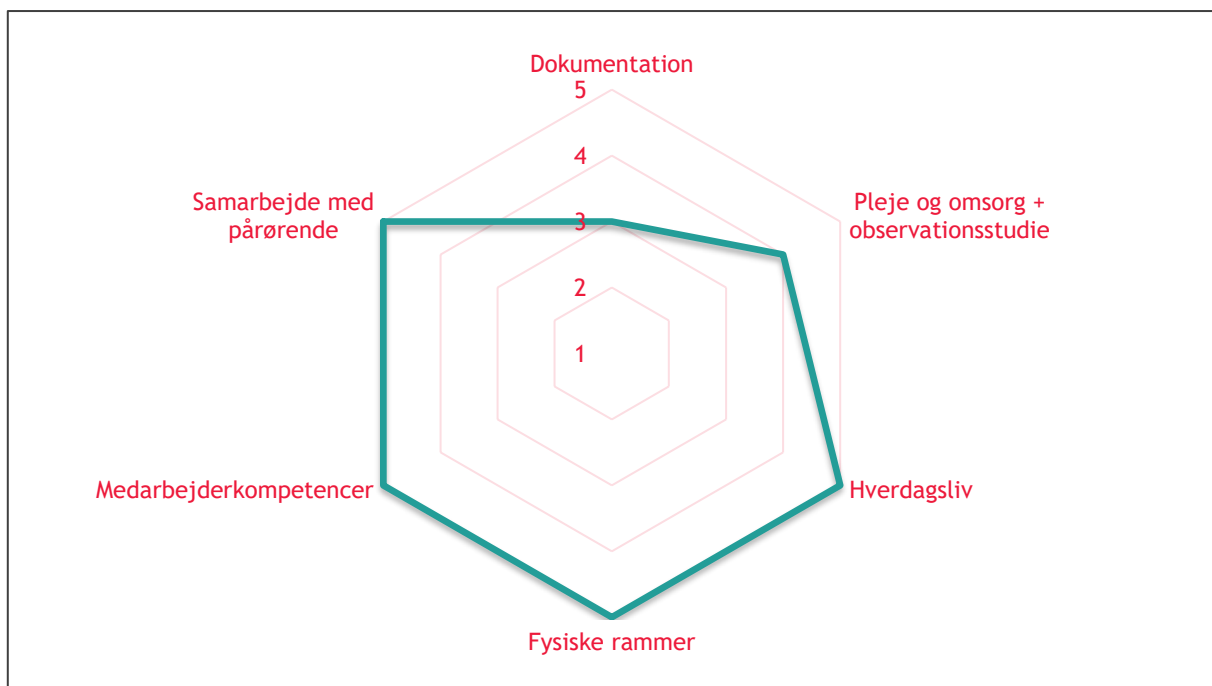 Dokumentation
5
4
Samarbejde med
pårørende
Pleje og omsorg +
observationsstudie
3
2
1
Medarbejderkompetencer
Hverdagsliv
Fysiske rammer